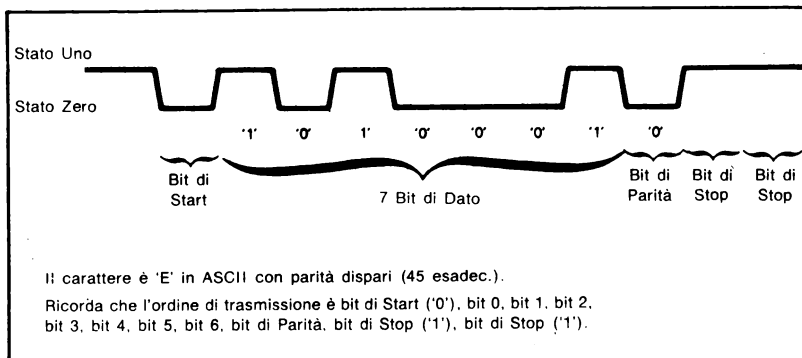 Stato Uno
Stato Zero
'1' '0' 1' '0' '0' '0' '1' '0'
Bit di Start
7 Bit di Dato
Bit di Parità
Bit di Stop
Bit di Stop
Il carattere è 'E' in ASCII con parità dispari (45 esadec.).
Ricorda che l'ordine di trasmissione è bit di Start ('0'), bit 0, bit 1, bit 2,
bit 3, bit 4, bit 5, bit 6, bit di Parità, bit di Stop ('1'), bit di Stop ('1').